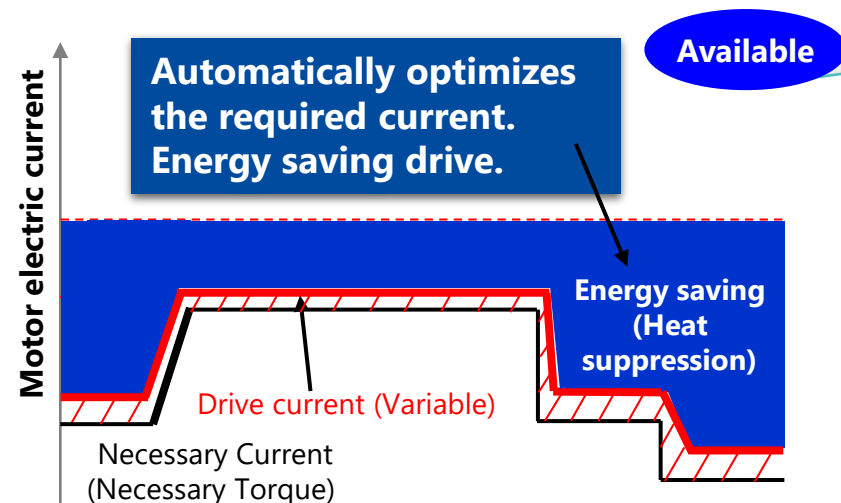 Available
Automatically optimizes
the required current.
Energy saving drive.
Motor electric current
Energy saving
(Heat
suppression)
Drive current (Variable)
Necessary Current
(Necessary Torque)